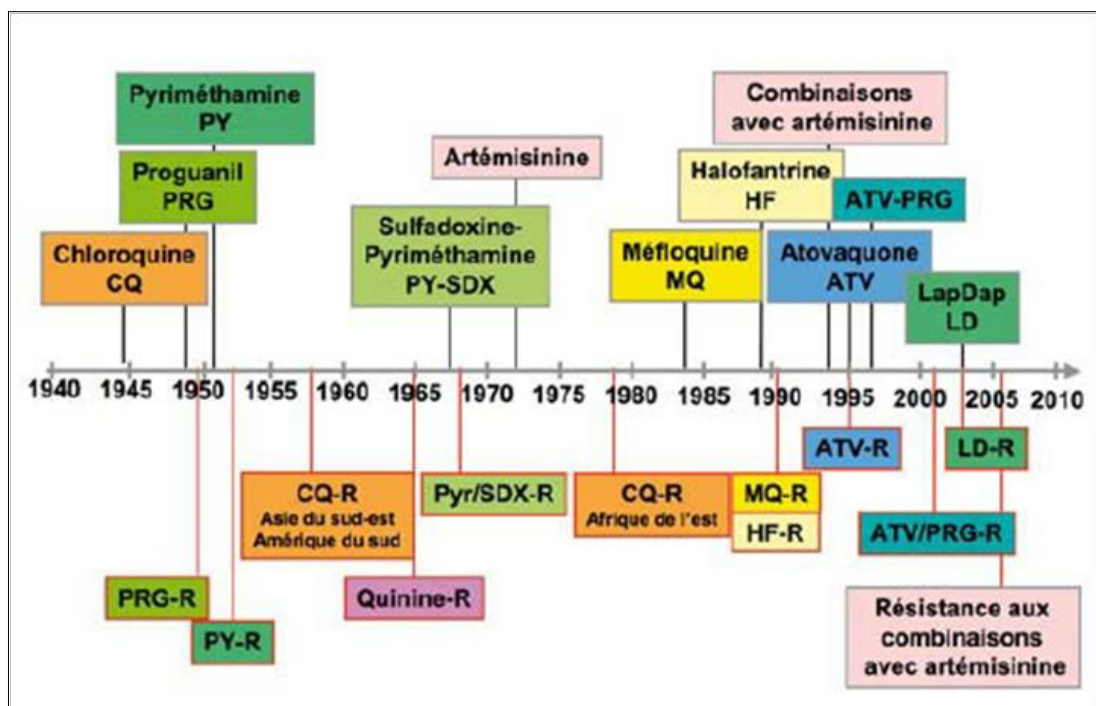 Pyriméthamine
PY
Combinaisons
avec artémisinine
Artémisinine
Proguanil
PRG
Halofantrine
HF
ATV-PRG
Sulfadoxine-
Pyriméthamine
PY-SDX
Chloroquine
CQ
Méfloquine
MQ
Atovaquone
ATV
LapDap
LD
1940 1945 1950 1955 1960 1965 1970 1975 1980 1985 1990 1995 2000 2005 2010
ATV-R
LD-R
CQ-R
Asie du sud-est
Amérique du sud
Pyr/SDX-R
CQ-R
Afrique de l'est
MQ-R
HF-R
ATV/PRG-R
PRG-R
Quinine-R
PY-R
Résistance aux
combinaisons
avec artémisinine